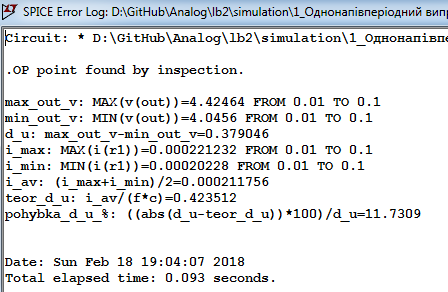 SPICE Error Log: D:\GitHub\Analog\lb2\simulation\1_Однонапівперіодний випр
Circuit: * D:\GitHub\Analog\lb2\simulation\1_Однонапівпе
.OP point found by inspection.
max_out_v: MAX(v(out))=4.42464 FROM 0.01 TO 0.1
min_out_v: MIN(v(out))=4.0456 FROM 0.01 TO 0.1
d_u: max_out_v-min_out_v=0.379046
i_max: MAX(i(r1))=0.000221232 FROM 0.01 TO 0.1
i_min: MIN(i(r1))=0.00020228 FROM 0.01 TO 0.1
i_av: (i_max+i_min)/2=0.000211756
teor_d_u: i_av/(f*c)=0.423512
pohybka_d_u_%: ((abs(d_u-teor_d_u))*100)/d_u=11.7309
Date: Sun Feb 18 19:04:07 2018
Total elapsed time: 0.093 seconds.